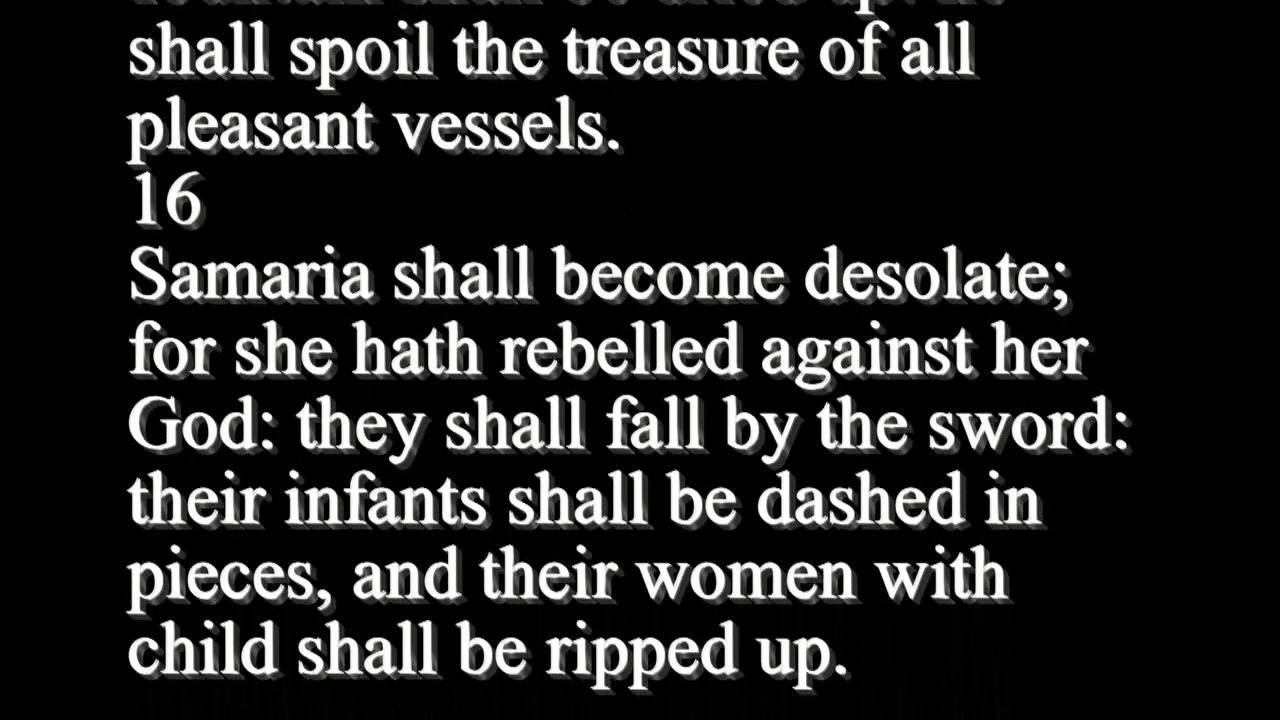 shall spoil the treasure of all
pleasant vessels.
16
Samaria shall become desolate;
for she hath rebelled against her
God: they shall fall by the sword:
their infants shall be dashed in
pieces, and their women with
child shall be ripped up.